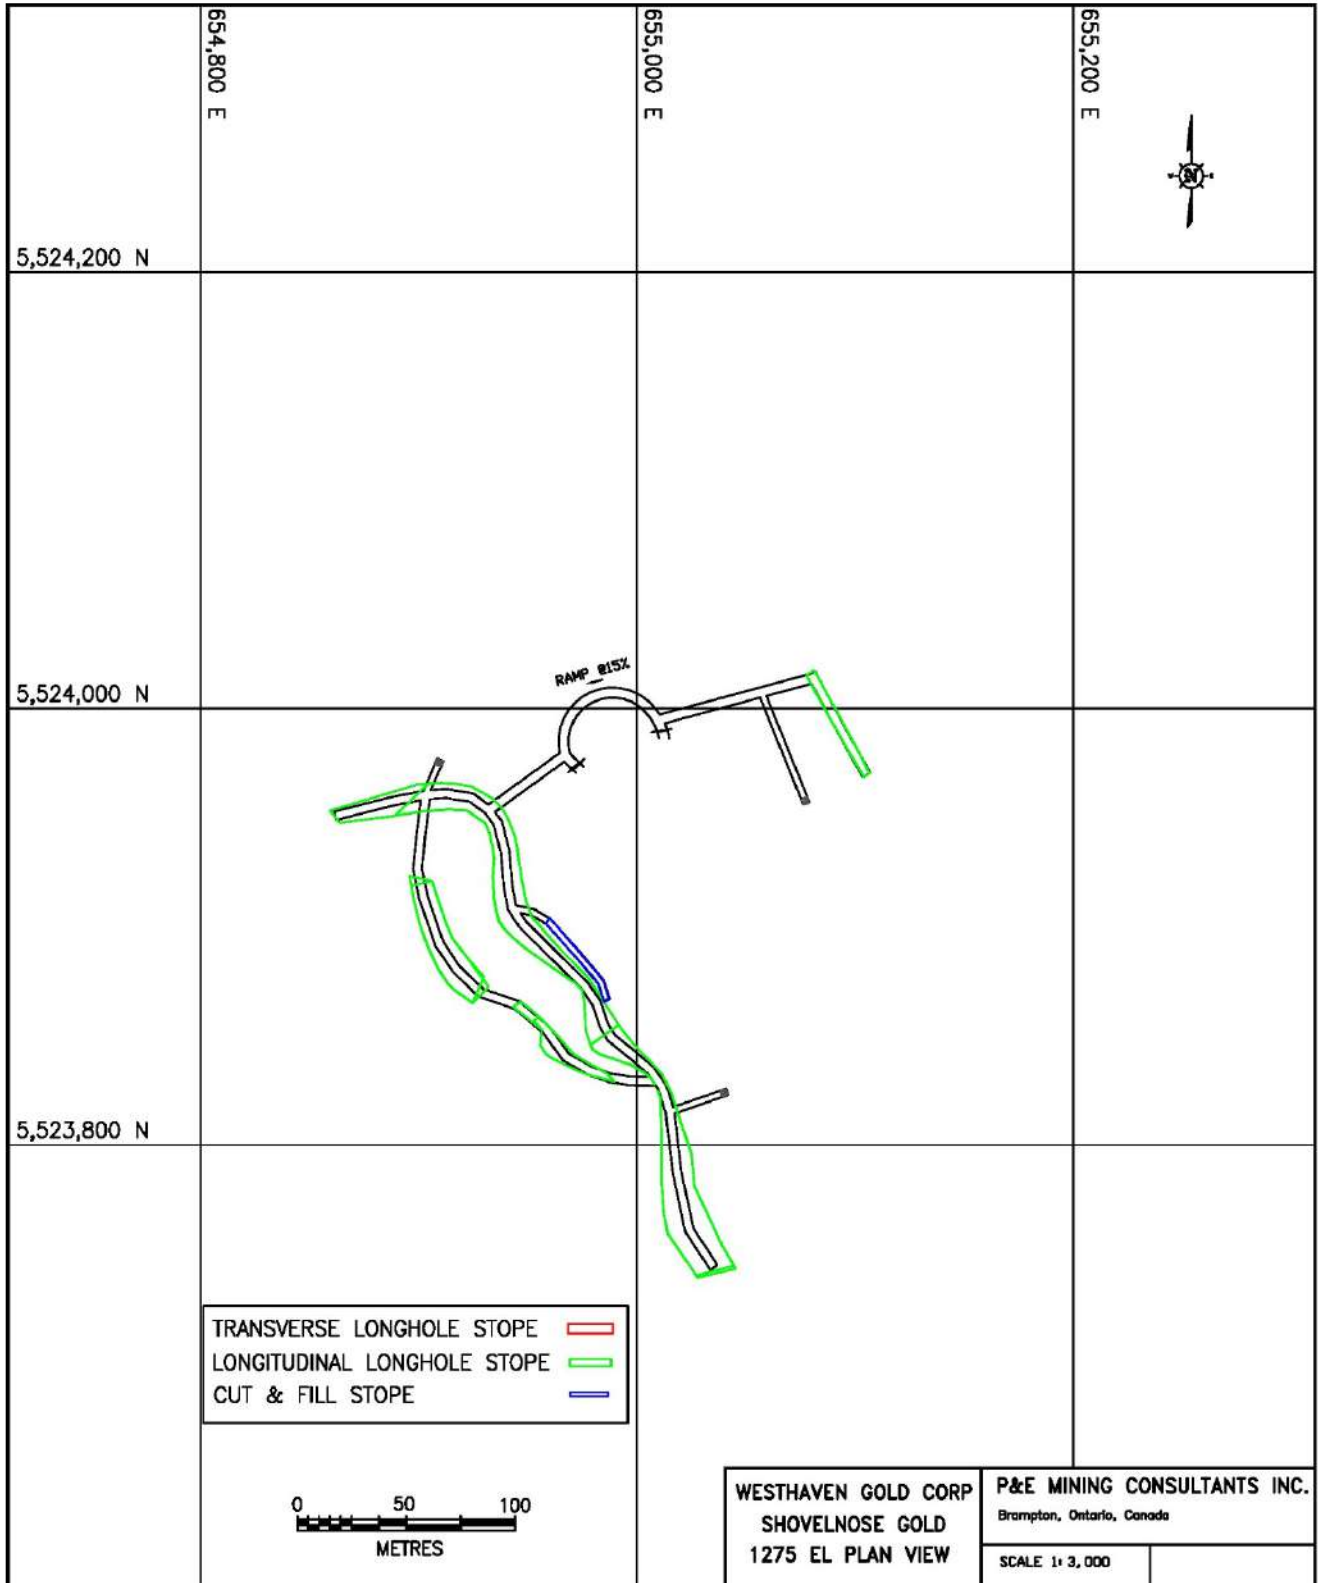 654,800 E
655,000 E
655,200 E
N
5,524,200 N
RAMP @15%
5,524,000 N
5,523,800 N
TRANSVERSE LONGHOLE STOPE
LONGITUDINAL LONGHOLE STOPE
CUT & FILL STOPE
0 50 100
METRES
WESTHAVEN GOLD CORP
SHOVELNOSE GOLD
1275 EL PLAN VIEW
P&E MINING CONSULTANTS INC.
Brampton, Ontario, Canada
SCALE 1:3,000